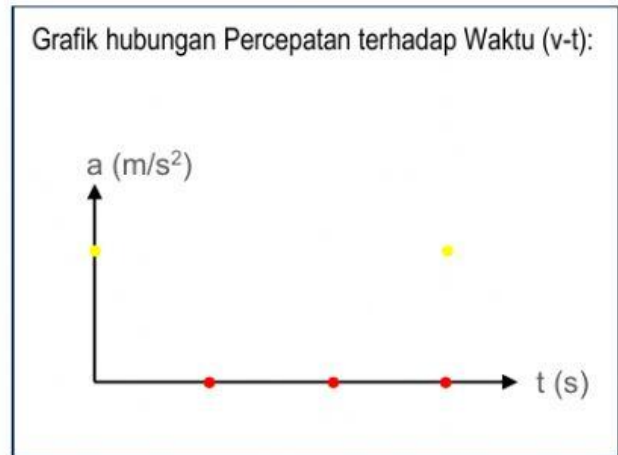 Grafik hubungan Percepatan terhadap Waktu (v-t):
a (m/s²)
t (s)